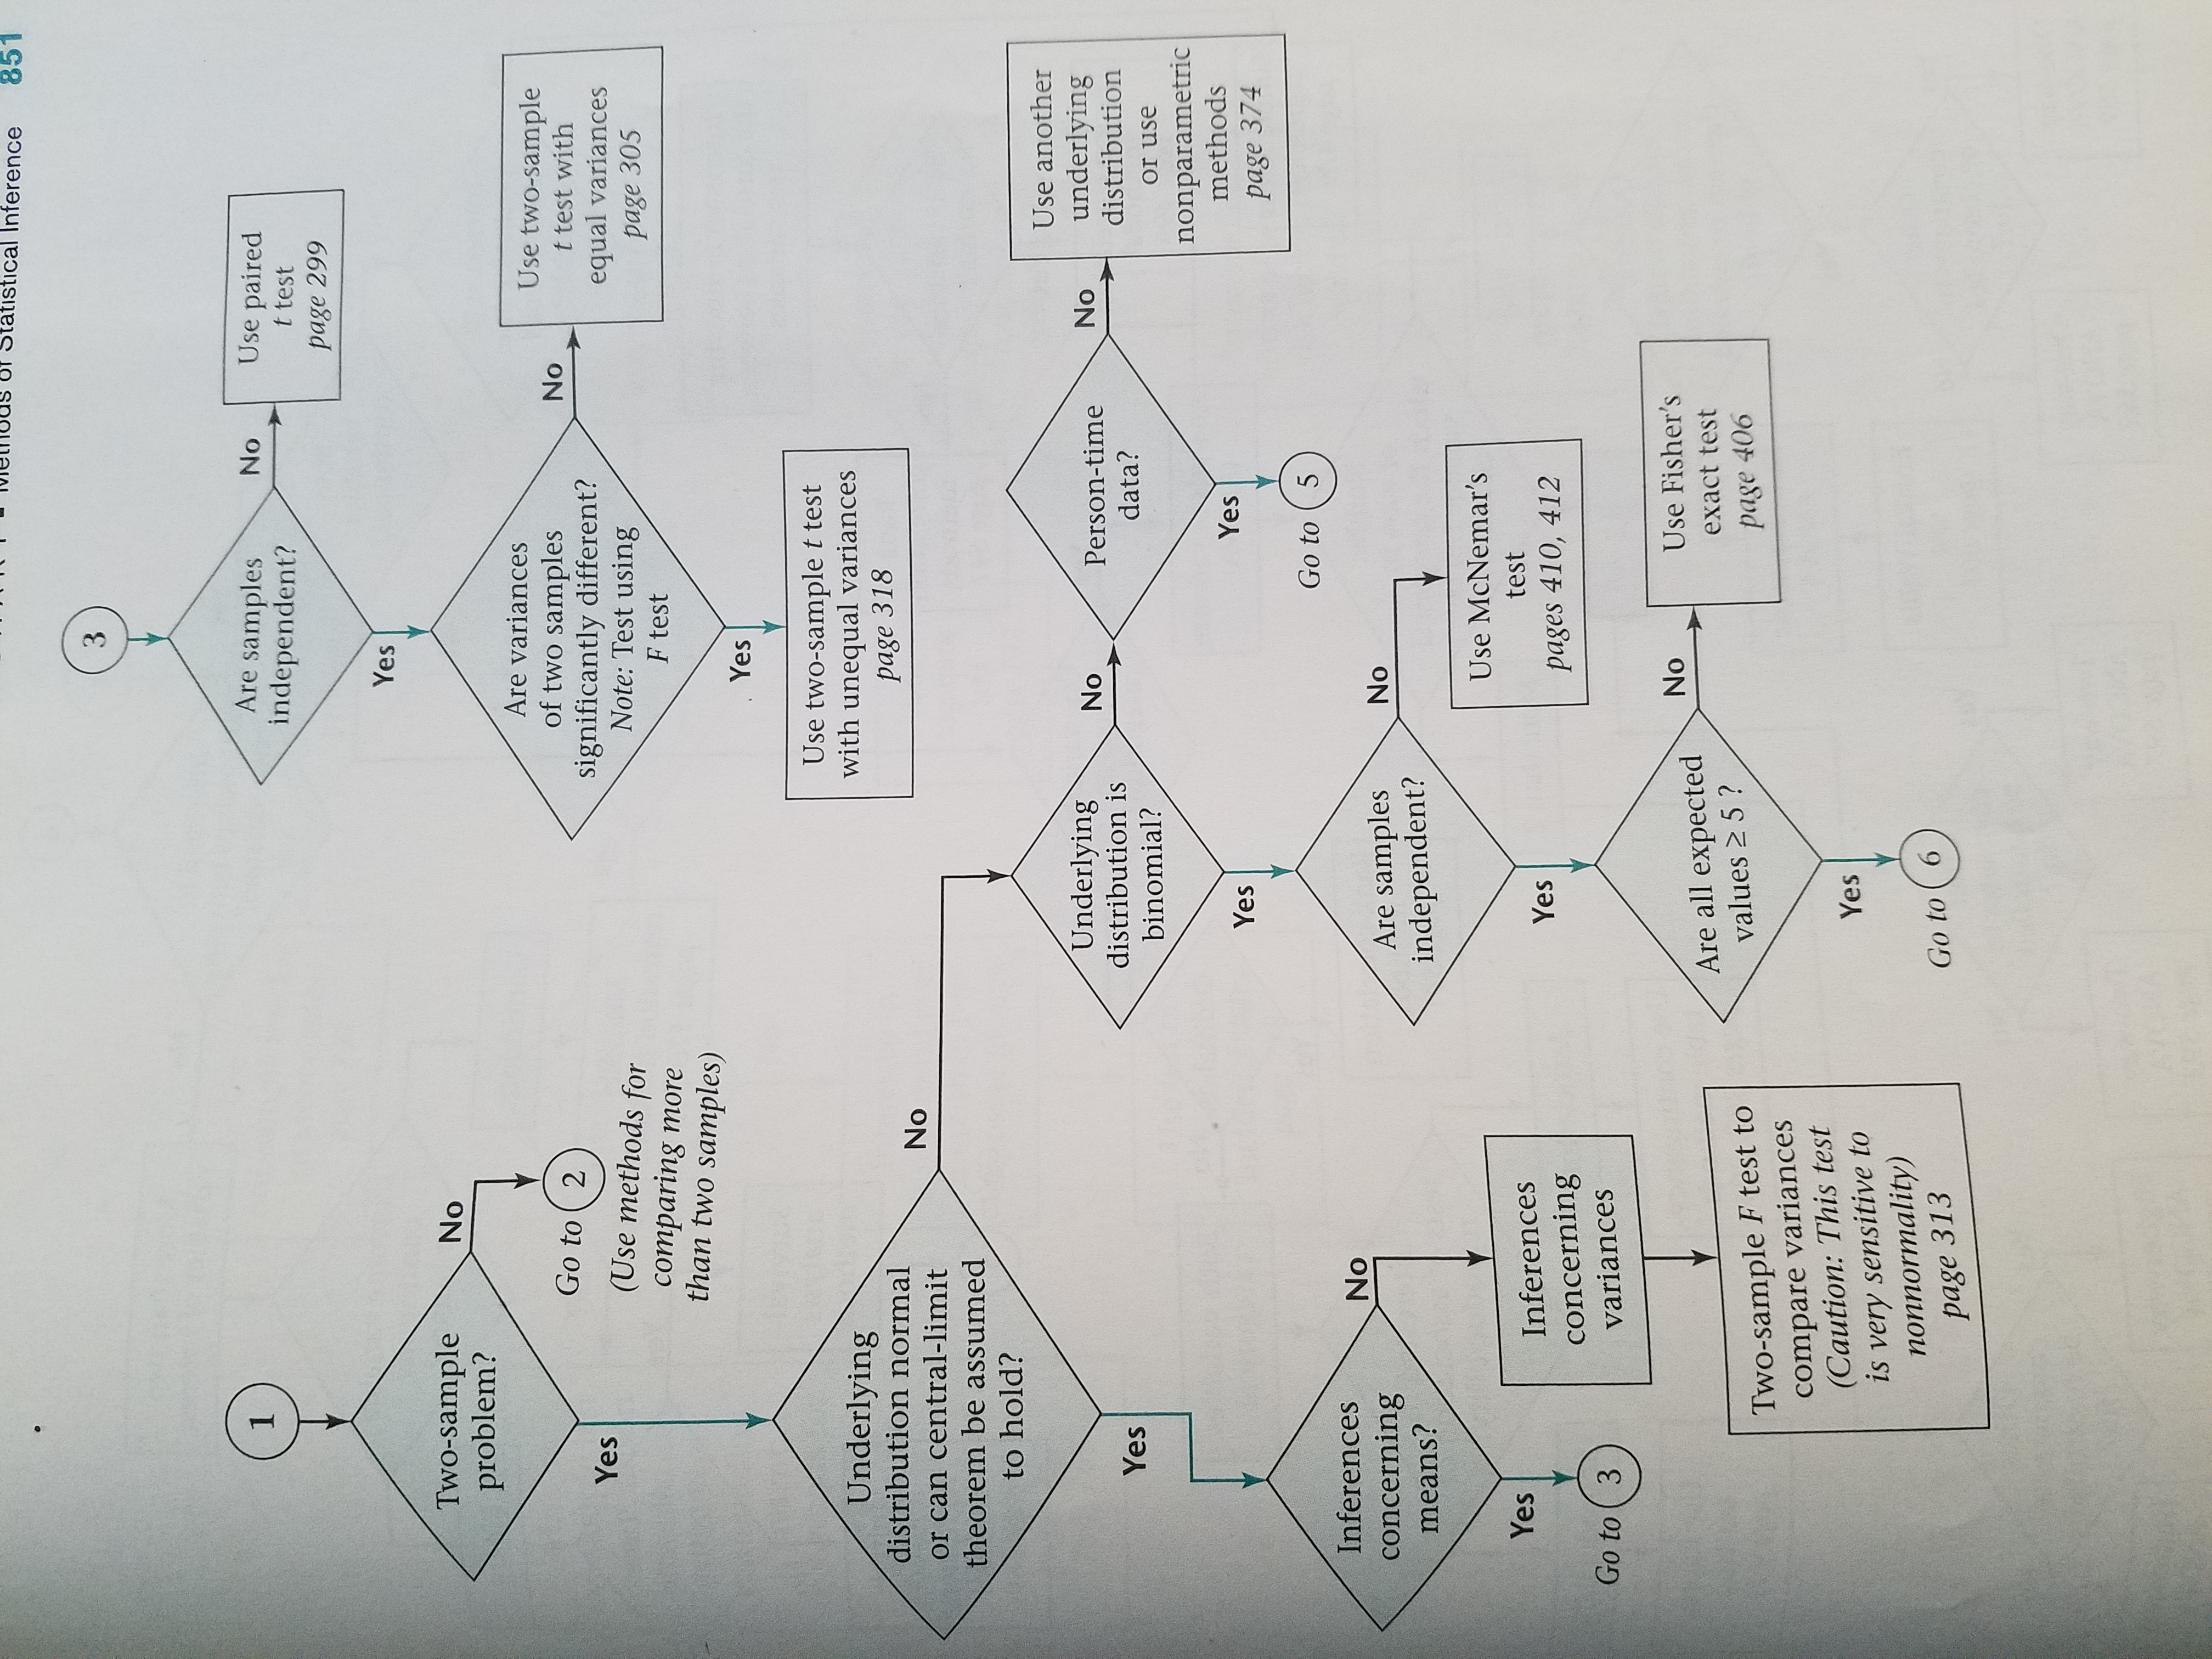 Methods of Statistical Inference 851
1
Two-sample
problem?
No
Go to 2
(Use methods for
comparing more
than two samples)
Yes
Underlying
distribution normal
or can central-limit
theorem be assumed
to hold?
No
Yes
Inferences
concerning
means?
No
Yes
Go to 3
Inferences
concerning
variances
Two-sample F test to
compare variances
(Caution: This test
is very sensitive to
nonnormality)
page 313
3
Are samples
independent?
No
Use paired
t test
page 299
Yes
Are variances
of two samples
significantly different?
Note: Test using
F test
No
Use two-sample
t test with
equal variances
page 305
Yes
Use two-sample t test
with unequal variances
page 318
Underlying
distribution is
binomial?
No
Person-time
data?
No
Use another
underlying
distribution
or use
nonparametric
methods
page 374
Yes
Go to 5
Yes
Are samples
independent?
No
Use McNemar's
test
pages 410, 412
Yes
Are all expected
values ≥ 5 ?
No
Use Fisher's
exact test
page 406
Yes
Go to 6